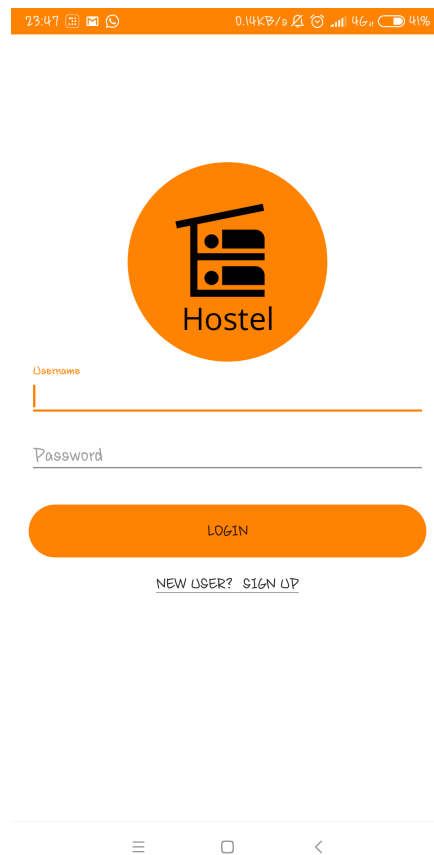 23:47 0.14KB/s 4G 41%
Hostel
Username
Password
LOGIN
NEW USER? SIGN UP